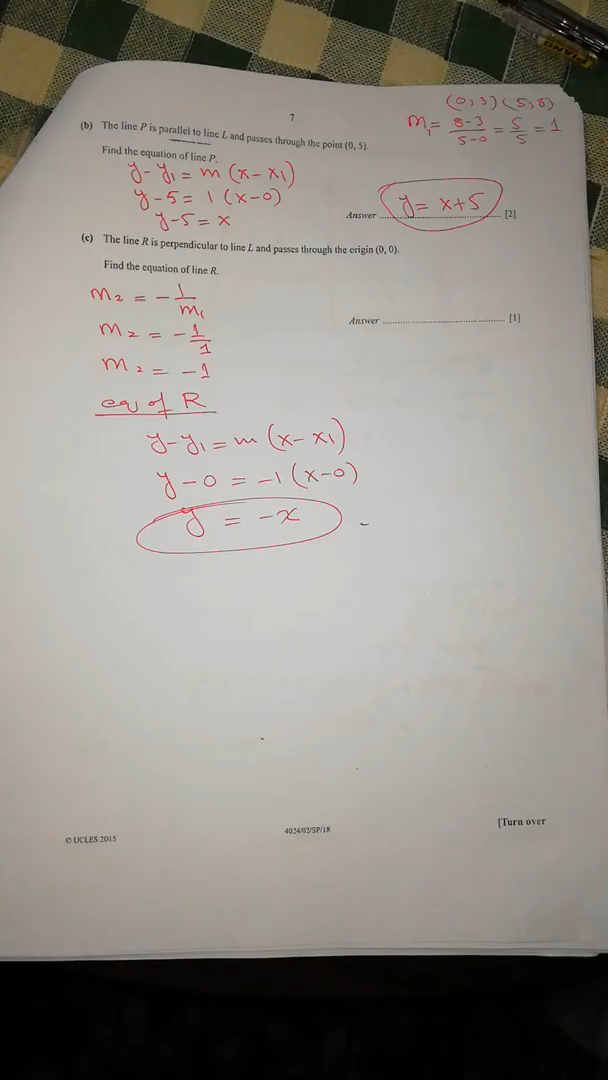 PIANO
7
(0,3) (5,8)
m1 = 8-3/5-0 = 5/5 = 1
(b) The line P is parallel to line L and passes through the point (0, 5).
Find the equation of line P.
y-y1 = m (x-x1)
y-5 = 1 (x-0)
y-5 = x
Answer y = x+5 [2]
(c) The line R is perpendicular to line L and passes through the origin (0, 0).
Find the equation of line R.
m2 = -1/m1
m2 = -1/1
m2 = -1
Answer .......................................... [1]
eq of R
y-y1 = m (x-x1)
y-0 = -1 (x-0)
y = -x
© UCLES 2015
4024/02/SP/18
[Turn over